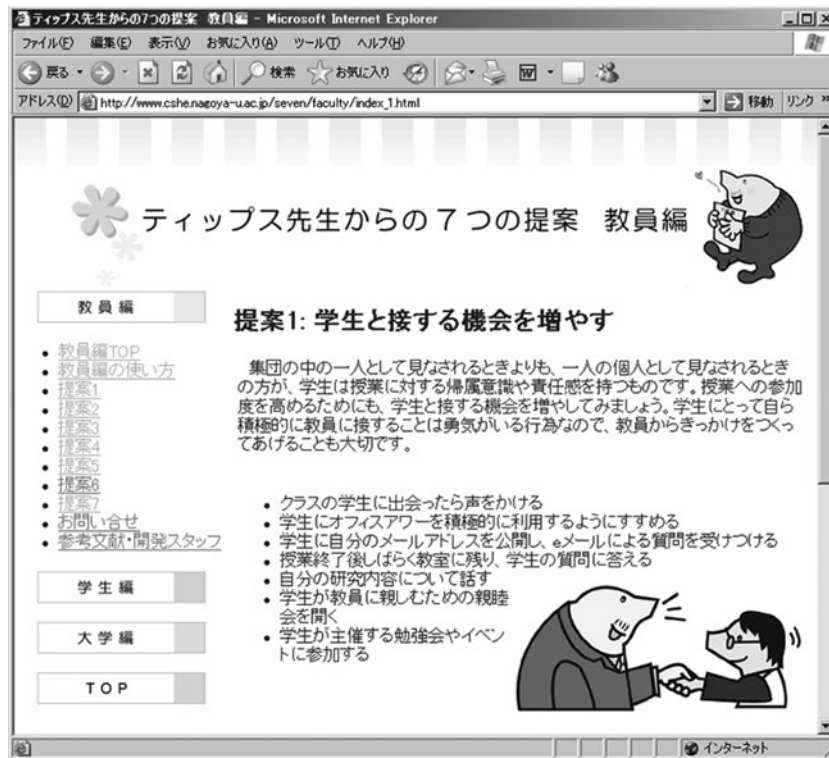 ティップス先生からの7つの提案 教員編 - Microsoft Internet Explorer
ファイル(F) 編集(E) 表示(V) お気に入り(A) ツール(T) ヘルプ(H)
戻る 検索 お気に入り
アドレス(D) http://www.cshe.nagoya-u.ac.jp/seven/faculty/index_1.html 移動 リンク »
ティップス先生からの7つの提案 教員編
教員編
教員編TOP
教員編の使い方
提案1
提案2
提案3
提案4
提案5
提案6
提案7
お問い合せ
参考文献・開発スタッフ
学生編
大学編
TOP
提案1: 学生と接する機会を増やす
集団の中の一人として見なされるときよりも、一人の個人として見なされるとき
の方が、学生は授業に対する帰属意識や責任感を持つものです。授業への参加
度を高めるためにも、学生と接する機会を増やしてみましょう。学生にとって自ら
積極的に教員に接することは勇気がいる行為なので、教員からきっかけをつくっ
てあげることも大切です。
クラスの学生に出会ったら声をかける
学生にオフィスアワーを積極的に利用するようにすすめる
学生に自分のメールアドレスを公開し、eメールによる質問を受けつける
授業終了後しばらく教室に残り、学生の質問に答える
自分の研究内容について話す
学生が教員に親しむための親睦
会を開く
学生が主催する勉強会やイベン
トに参加する
インターネット